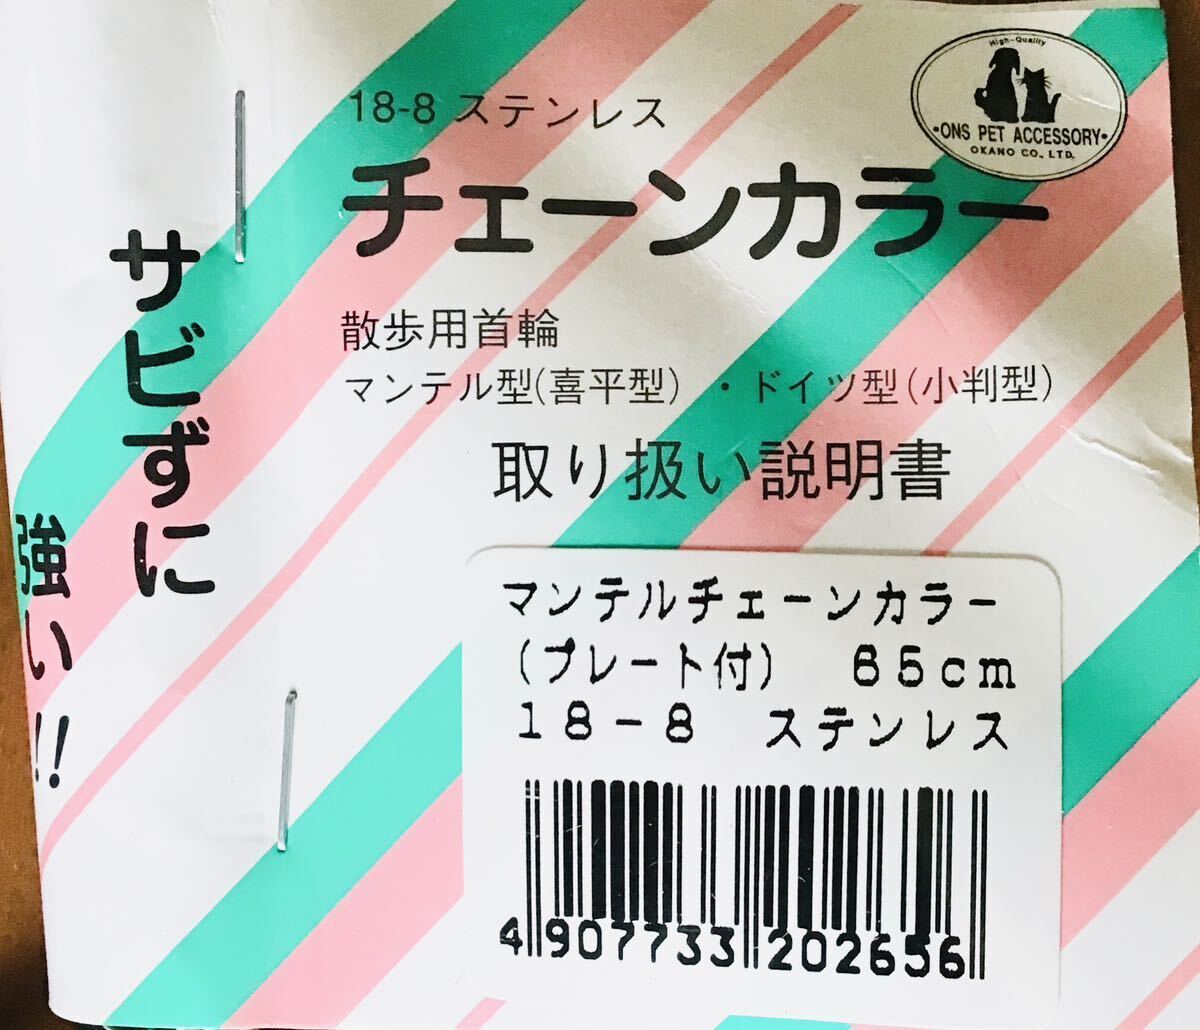 High-Quality
ONS PET ACCESSORY
OKANO CO., LTD.
18-8 ステンレス
チェーンカラー
サビずに
強い!!
散歩用首輪
マンテル型(喜平型)・ドイツ型(小判型)
取り扱い説明書
マンテルチェーンカラー
(プレート付) 65cm
18-8 ステンレス
4907733202656